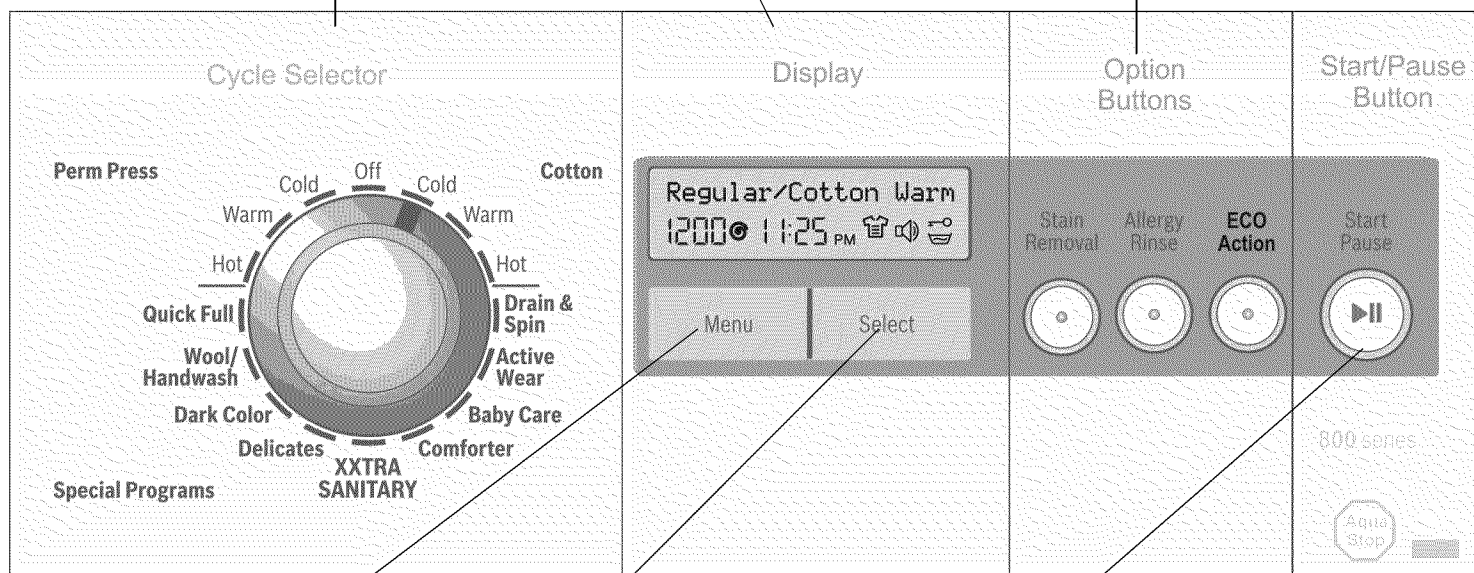 Cycle Selector
Display
Option
Buttons
Start/Pause
Button
Perm Press
Off
Cotton
Cold
Cold
Warm
Warm
Hot
Hot
Quick Full
Drain &
Spin
Wool/
Handwash
Active
Wear
Dark Color
Baby Care
Delicates
Comforter
XXTRA
SANITARY
Special Programs
Regular/Cotton Warm
1200 11:25 PM
Menu
Select
Stain
Removal
Allergy
Rinse
ECO
Action
Start
Pause
800 series
Aqua
Stop